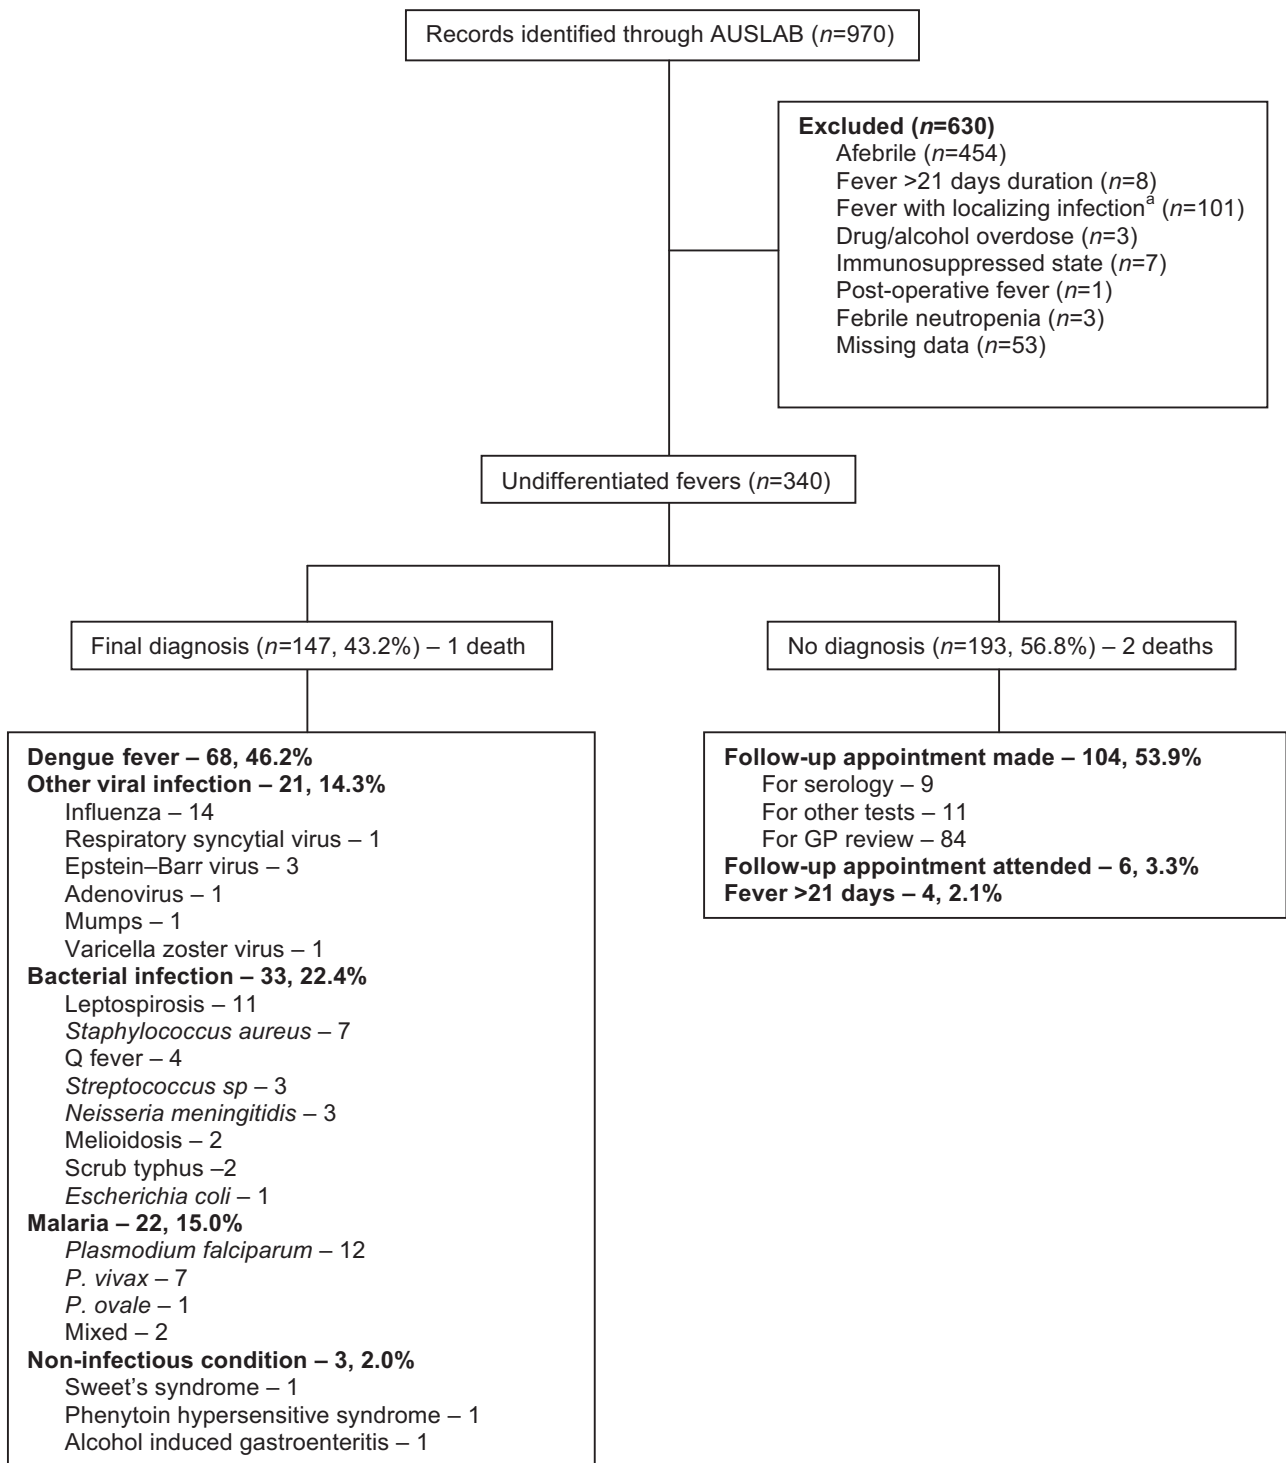 Records identified through AUSLAB (n=970)
Excluded (n=630)
Afebrile (n=454)
Fever >21 days duration (n=8)
Fever with localizing infectionᵃ (n=101)
Drug/alcohol overdose (n=3)
Immunosuppressed state (n=7)
Post-operative fever (n=1)
Febrile neutropenia (n=3)
Missing data (n=53)
Undifferentiated fevers (n=340)
Final diagnosis (n=147, 43.2%) – 1 death
No diagnosis (n=193, 56.8%) – 2 deaths
Dengue fever – 68, 46.2%
Other viral infection – 21, 14.3%
Influenza – 14
Respiratory syncytial virus – 1
Epstein–Barr virus – 3
Adenovirus – 1
Mumps – 1
Varicella zoster virus – 1
Bacterial infection – 33, 22.4%
Leptospirosis – 11
Staphylococcus aureus – 7
Q fever – 4
Streptococcus sp – 3
Neisseria meningitidis – 3
Melioidosis – 2
Scrub typhus –2
Escherichia coli – 1
Malaria – 22, 15.0%
Plasmodium falciparum – 12
P. vivax – 7
P. ovale – 1
Mixed – 2
Non-infectious condition – 3, 2.0%
Sweet's syndrome – 1
Phenytoin hypersensitive syndrome – 1
Alcohol induced gastroenteritis – 1
Follow-up appointment made – 104, 53.9%
For serology – 9
For other tests – 11
For GP review – 84
Follow-up appointment attended – 6, 3.3%
Fever >21 days – 4, 2.1%